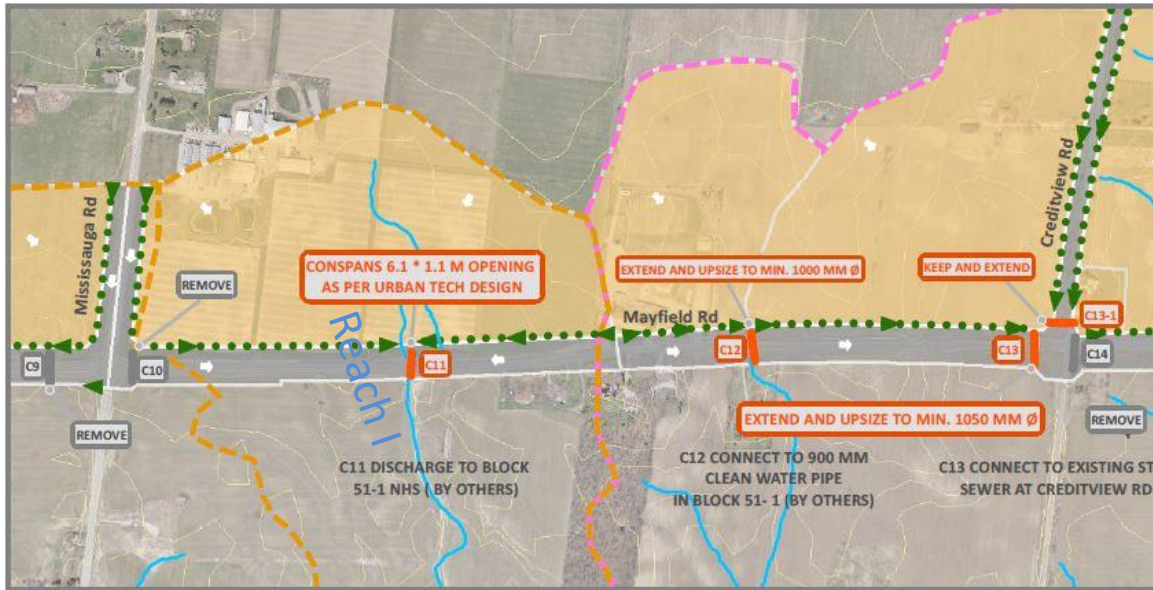 Mississauga Rd
REMOVE
CONSPANS 6.1 * 1.1 M OPENING
AS PER URBAN TECH DESIGN
EXTEND AND UPSIZE TO MIN. 1000 MM Ø
KEEP AND EXTEND
Creditview Rd
Mayfield Rd
C13-1
Reach I
C9
C10
C11
C12
C13
C14
REMOVE
EXTEND AND UPSIZE TO MIN. 1050 MM Ø
REMOVE
C11 DISCHARGE TO BLOCK
51-1 NHS ( BY OTHERS)
C12 CONNECT TO 900 MM
CLEAN WATER PIPE
IN BLOCK 51- 1 (BY OTHERS)
C13 CONNECT TO EXISTING ST
SEWER AT CREDITVIEW RD